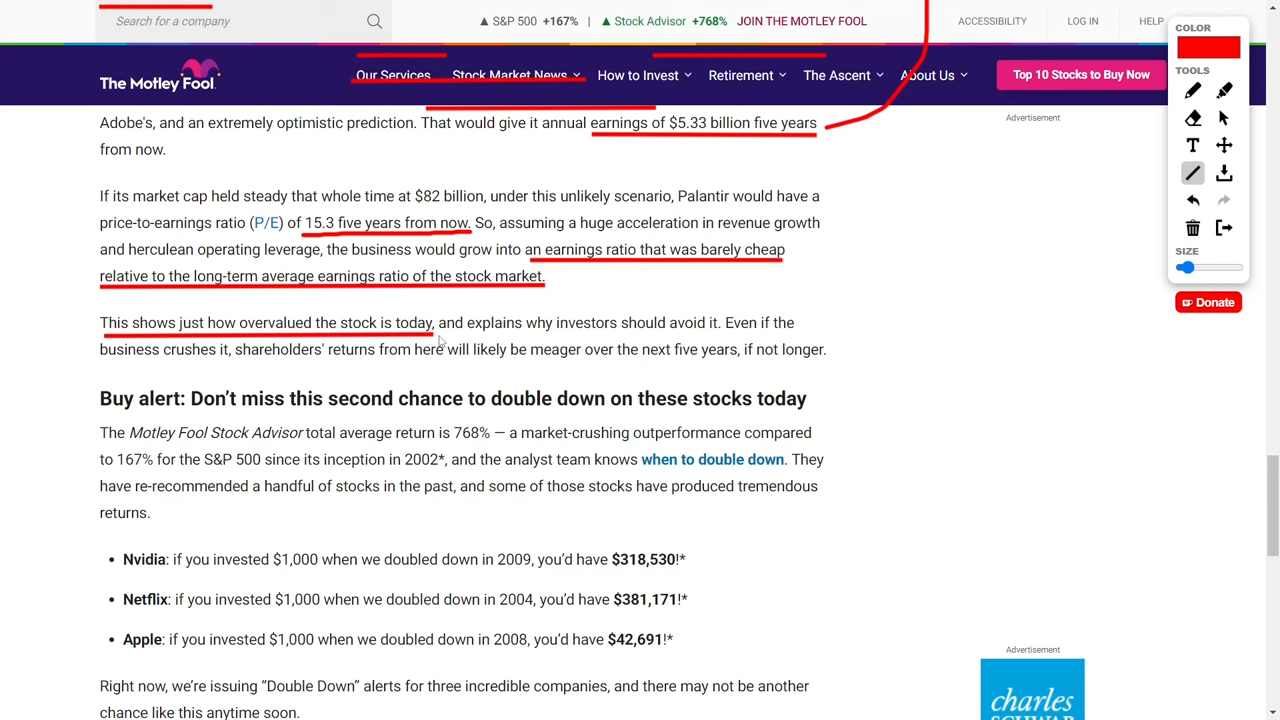 Search for a company
▲ S&P 500 +167% | ▲ Stock Advisor +768% JOIN THE MOTLEY FOOL
ACCESSIBILITY LOG IN HELP
The Motley Fool
Our Services Stock Market News How to Invest Retirement The Ascent About Us
Top 10 Stocks to Buy Now
Adobe's, and an extremely optimistic prediction. That would give it annual earnings of $5.33 billion five years
from now.
If its market cap held steady that whole time at $82 billion, under this unlikely scenario, Palantir would have a
price-to-earnings ratio (P/E) of 15.3 five years from now. So, assuming a huge acceleration in revenue growth
and herculean operating leverage, the business would grow into an earnings ratio that was barely cheap
relative to the long-term average earnings ratio of the stock market.
This shows just how overvalued the stock is today, and explains why investors should avoid it. Even if the
business crushes it, shareholders' returns from here will likely be meager over the next five years, if not longer.
Buy alert: Don’t miss this second chance to double down on these stocks today
The Motley Fool Stock Advisor total average return is 768% — a market-crushing outperformance compared
to 167% for the S&P 500 since its inception in 2002*, and the analyst team knows when to double down. They
have re-recommended a handful of stocks in the past, and some of those stocks have produced tremendous
returns.
• Nvidia: if you invested $1,000 when we doubled down in 2009, you’d have $318,530!*
• Netflix: if you invested $1,000 when we doubled down in 2004, you’d have $381,171!*
• Apple: if you invested $1,000 when we doubled down in 2008, you’d have $42,691!*
Right now, we’re issuing “Double Down” alerts for three incredible companies, and there may not be another
chance like this anytime soon.
Advertisement
Advertisement
charles
SCHWAB
COLOR
TOOLS
T
SIZE
Donate